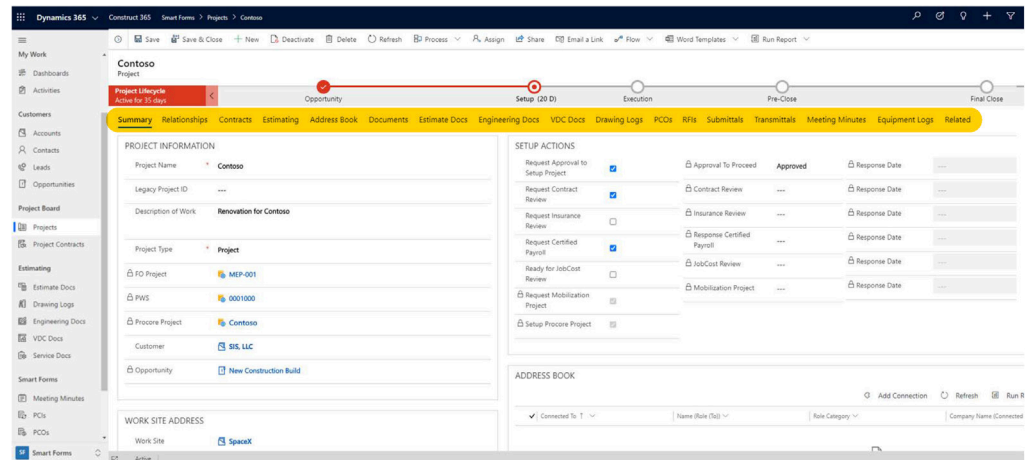 Dynamics 365 Construct 365 Smart Forms > Projects > Contoso
Save Save & Close New Deactivate Delete Refresh Process Assign Share Email a Link Flow Word Templates Run Report
My Work
Dashboards
Activities
Customers
Accounts
Contacts
Leads
Opportunities
Project Board
Projects
Project Contracts
Estimating
Estimate Docs
Drawing Logs
Engineering Docs
VDC Docs
Service Docs
Smart Forms
Meeting Minutes
PCIs
PCOs
SF Smart Forms
Contoso
Project
Project Lifecycle
Active for 35 days
Opportunity Setup (20 D) Execution Pre-Close Final Close
Summary Relationships Contracts Estimating Address Book Documents Estimate Docs Engineering Docs VDC Docs Drawing Logs PCOs RFIs Submittals Transmittals Meeting Minutes Equipment Logs Related
PROJECT INFORMATION
Project Name * Contoso
Legacy Project ID ---
Description of Work Renovation for Contoso
Project Type * Project
FO Project MEP-001
PWS 0001000
Procore Project Contoso
Customer SIS, LLC
Opportunity New Construction Build
WORK SITE ADDRESS
Work Site SpaceX
SETUP ACTIONS
Request Approval to
Setup Project
Request Contract
Review
Request Insurance
Review
Request Certified
Payroll
Ready for JobCost
Review
Request Mobilization
Project
Setup Procore Project
Approval To Proceed Approved
Contract Review ---
Insurance Review ---
Response Certified
Payroll ---
JobCost Review ---
Mobilization Project ---
Response Date ---
Response Date ---
Response Date ---
Response Date ---
Response Date ---
Response Date ---
ADDRESS BOOK
Add Connection Refresh Run R
Connected To ↑ Name (Role (To)) Role Category Company Name (Connected
Active